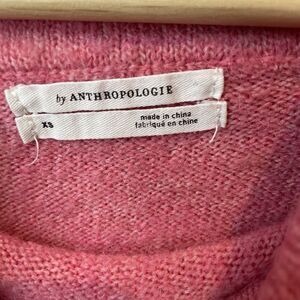 by ANTHROPOLOGIE
XS
made in china
fabriqué en chine